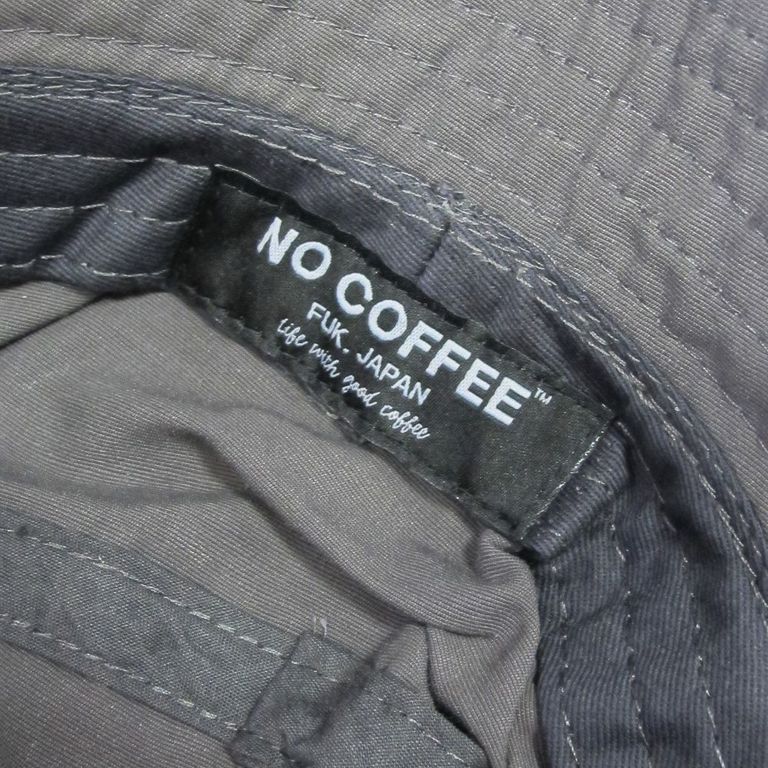 NO COFFEE™
FUK. JAPAN
life with good coffee